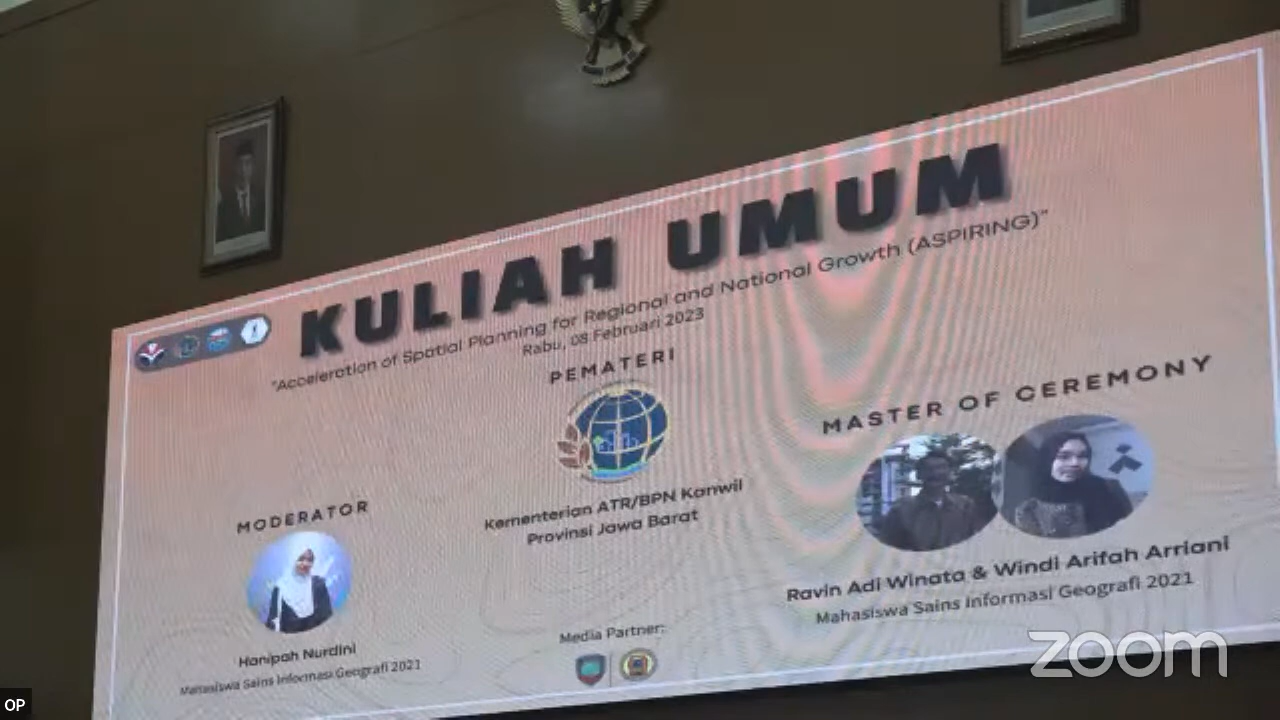 KULIAH UMUM
"Acceleration of Spatial Planning for Regional and National Growth (ASPIRING)"
Rabu, 08 Februari 2023
PEMATERI
Kementerian ATR/BPN Kanwil
Provinsi Jawa Barat
MASTER OF CEREMONY
Ravin Adi Winata & Windi Arifah Arriani
Mahasiswa Sains Informasi Geografi 2021
MODERATOR
Hanipah Nurdini
Mahasiswa Sains Informasi Geografi 2021
Media Partner:
zoom
OP